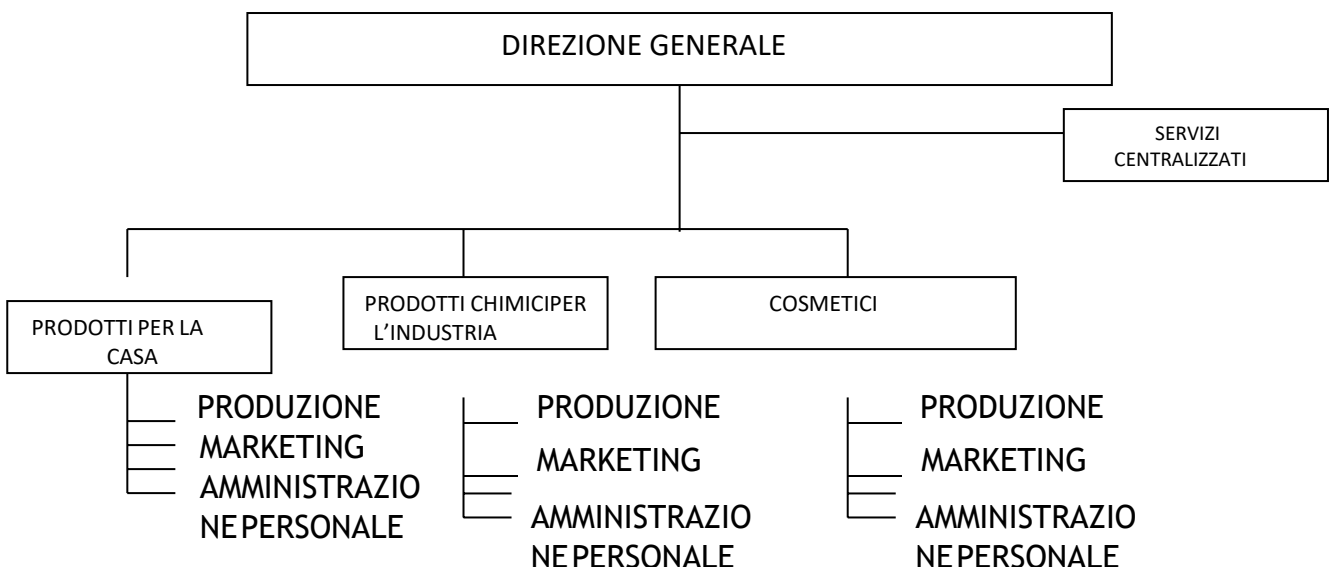 DIREZIONE GENERALE
SERVIZI
CENTRALIZZATI
PRODOTTI PER LA
CASA
PRODOTTI CHIMICIPER
L’INDUSTRIA
COSMETICI
PRODUZIONE
MARKETING
AMMINISTRAZIO
NEPERSONALE
PRODUZIONE
MARKETING
AMMINISTRAZIO
NEPERSONALE
PRODUZIONE
MARKETING
AMMINISTRAZIO
NEPERSONALE